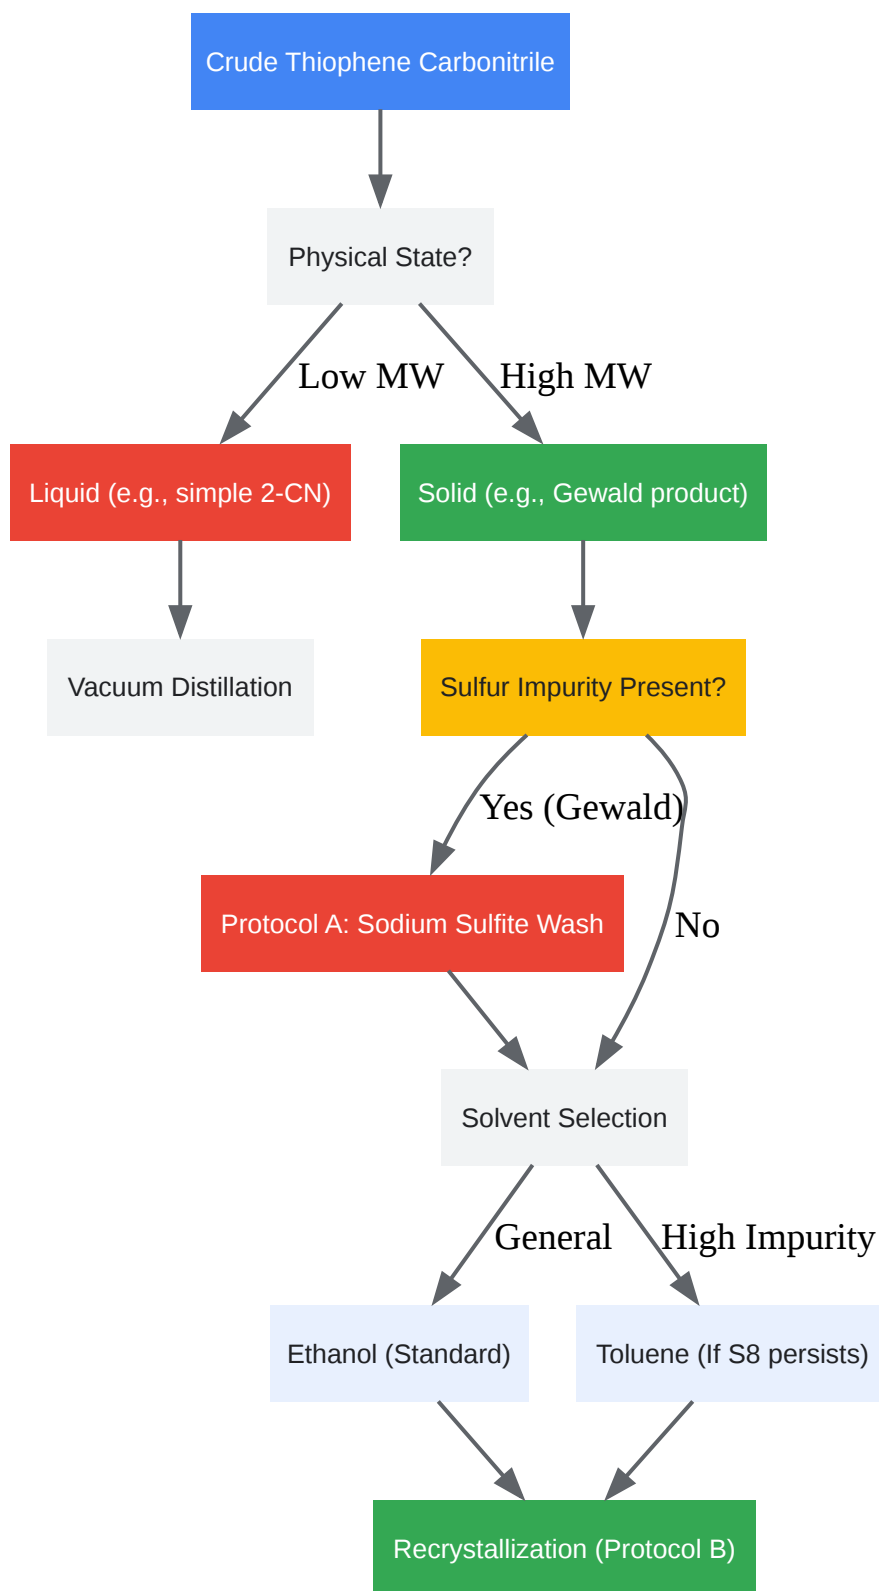 Crude Thiophene Carbonitrile
Physical State?
Low MW
High MW
Liquid (e.g., simple 2-CN)
Solid (e.g., Gewald product)
Vacuum Distillation
Sulfur Impurity Present?
Yes (Gewald)
Protocol A: Sodium Sulfite Wash
No
Solvent Selection
General
High Impurity
Ethanol (Standard)
Toluene (If S8 persists)
Recrystallization (Protocol B)